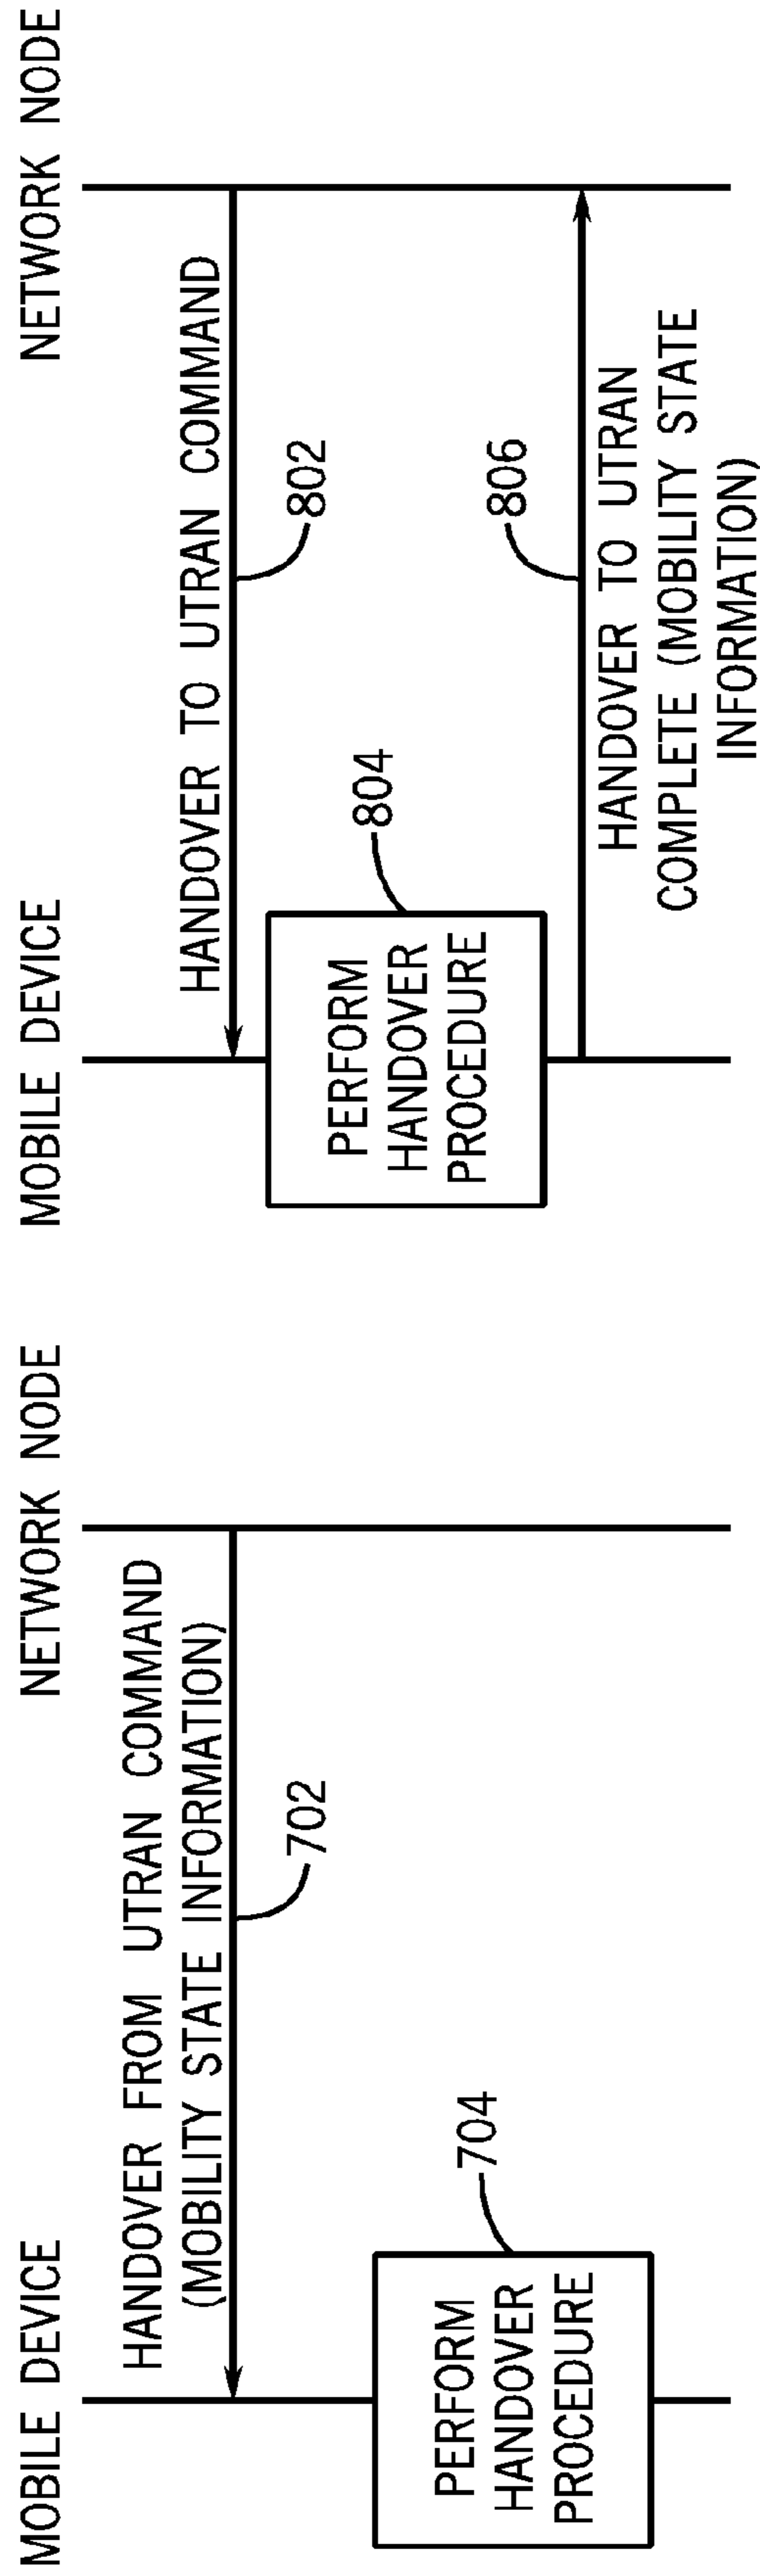 MOBILE DEVICE
NETWORK NODE
HANDOVER FROM UTRAN COMMAND
(MOBILITY STATE INFORMATION)
702
704
PERFORM
HANDOVER
PROCEDURE
MOBILE DEVICE
NETWORK NODE
HANDOVER TO UTRAN COMMAND
802
804
PERFORM
HANDOVER
PROCEDURE
806
HANDOVER TO UTRAN
COMPLETE (MOBILITY STATE
INFORMATION)